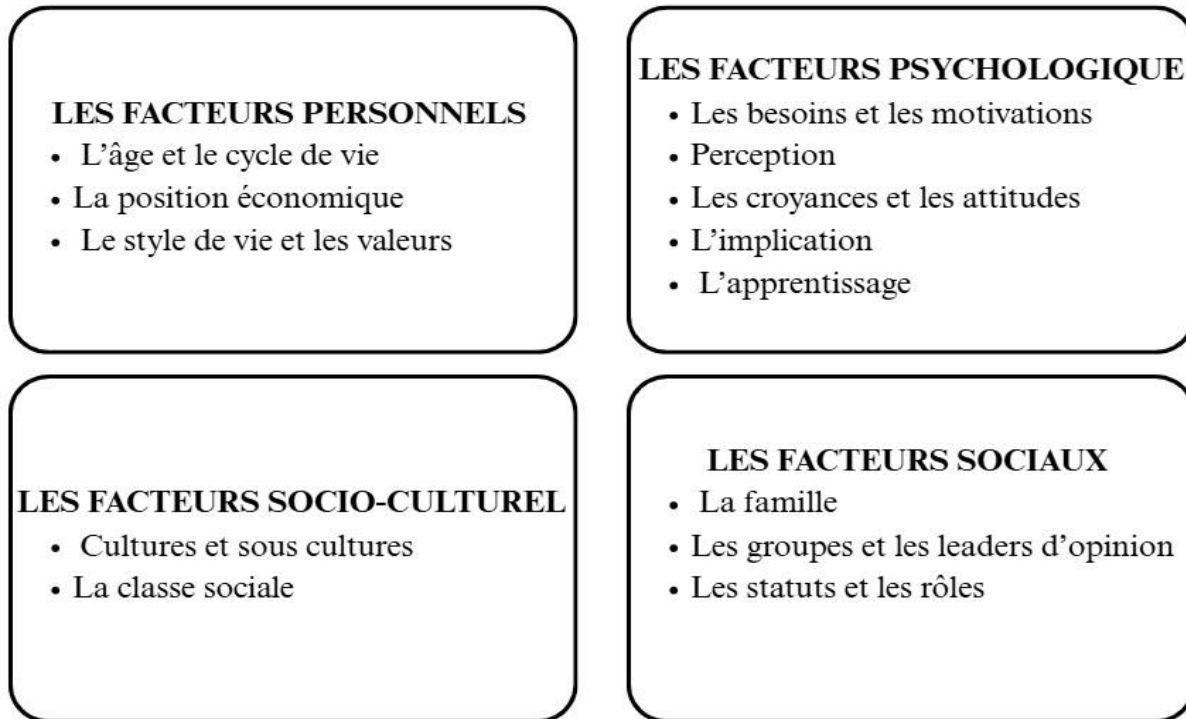 LES FACTEURS PERSONNELS
• L’âge et le cycle de vie
• La position économique
• Le style de vie et les valeurs
LES FACTEURS PSYCHOLOGIQUE
• Les besoins et les motivations
• Perception
• Les croyances et les attitudes
• L’implication
• L’apprentissage
LES FACTEURS SOCIO-CULTUREL
• Cultures et sous cultures
• La classe sociale
LES FACTEURS SOCIAUX
• La famille
• Les groupes et les leaders d’opinion
• Les statuts et les rôles